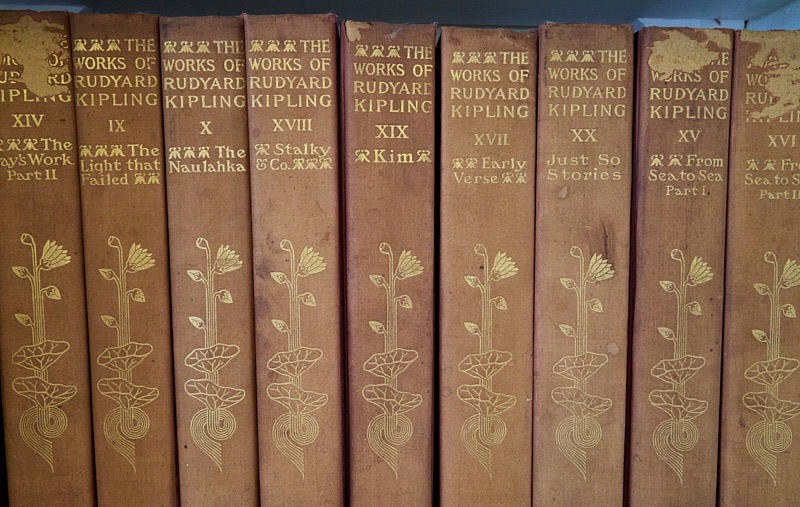 THE
WORKS OF
RUDYARD
KIPLING
XIV
The
Day's Work
Part II
THE
WORKS OF
RUDYARD
KIPLING
IX
The
Light that
Failed
THE
WORKS OF
RUDYARD
KIPLING
X
The
Naulahka
THE
WORKS OF
RUDYARD
KIPLING
XVIII
Stalky
& Co.
THE
WORKS OF
RUDYARD
KIPLING
XIX
Kim
THE
WORKS OF
RUDYARD
KIPLING
XVII
Early
Verse
THE
WORKS OF
RUDYARD
KIPLING
XX
Just So
Stories
THE
WORKS OF
RUDYARD
KIPLING
XV
From
Sea to Sea
Part I
KIPLING
XVI
From
Sea to Sea
Part II